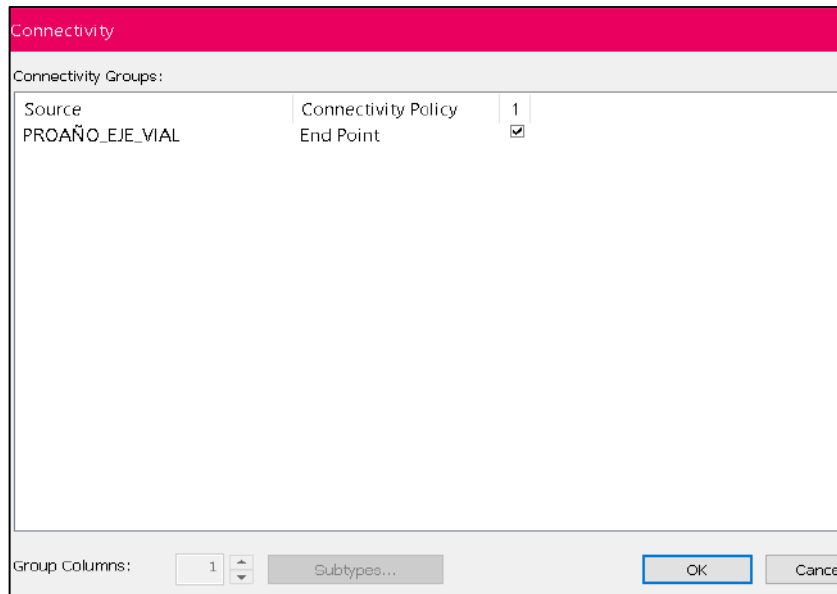 Connectivity
Connectivity Groups:
Source Connectivity Policy 1
PROAÑO_EJE_VIAL End Point
Group Columns: 1 Subtypes... OK Cance